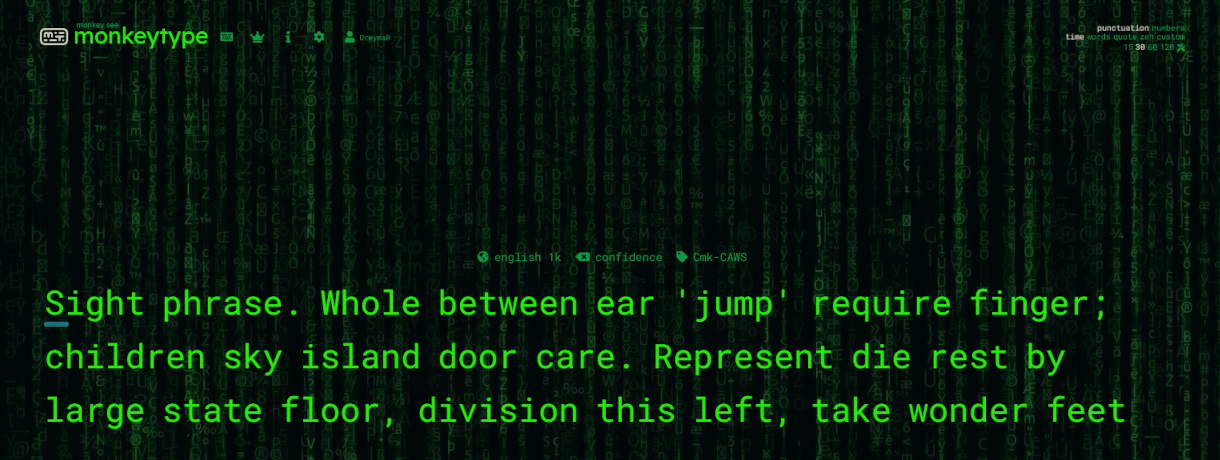 monkey see
monkeytype
DreymaR
punctuation numbers
time words quote zen custom
15 30 60 120
english 1k confidence Cmk-CAWS
Sight phrase. Whole between ear 'jump' require finger;
children sky island door care. Represent die rest by
large state floor, division this left, take wonder feet